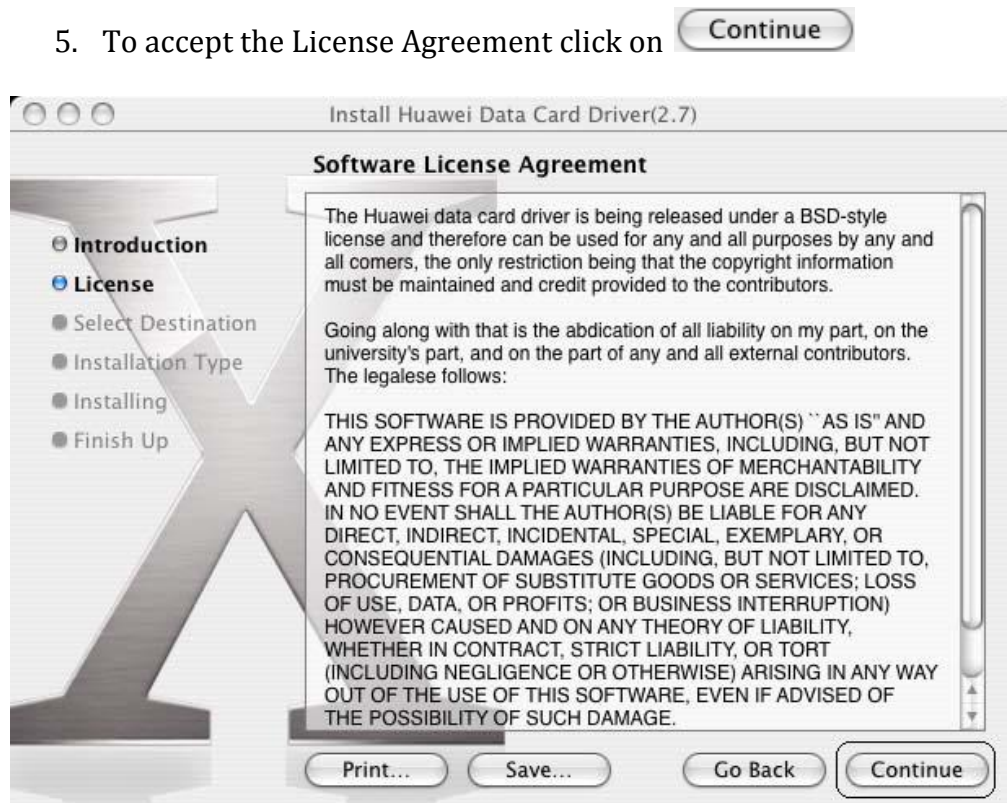 5. To accept the License Agreement click on Continue
Install Huawei Data Card Driver(2.7)
Software License Agreement
Introduction
License
Select Destination
Installation Type
Installing
Finish Up
The Huawei data card driver is being released under a BSD-style
license and therefore can be used for any and all purposes by any and
all comers, the only restriction being that the copyright information
must be maintained and credit provided to the contributors.
Going along with that is the abdication of all liability on my part, on the
university's part, and on the part of any and all external contributors.
The legalese follows:
THIS SOFTWARE IS PROVIDED BY THE AUTHOR(S) ``AS IS'' AND
ANY EXPRESS OR IMPLIED WARRANTIES, INCLUDING, BUT NOT
LIMITED TO, THE IMPLIED WARRANTIES OF MERCHANTABILITY
AND FITNESS FOR A PARTICULAR PURPOSE ARE DISCLAIMED.
IN NO EVENT SHALL THE AUTHOR(S) BE LIABLE FOR ANY
DIRECT, INDIRECT, INCIDENTAL, SPECIAL, EXEMPLARY, OR
CONSEQUENTIAL DAMAGES (INCLUDING, BUT NOT LIMITED TO,
PROCUREMENT OF SUBSTITUTE GOODS OR SERVICES; LOSS
OF USE, DATA, OR PROFITS; OR BUSINESS INTERRUPTION)
HOWEVER CAUSED AND ON ANY THEORY OF LIABILITY,
WHETHER IN CONTRACT, STRICT LIABILITY, OR TORT
(INCLUDING NEGLIGENCE OR OTHERWISE) ARISING IN ANY WAY
OUT OF THE USE OF THIS SOFTWARE, EVEN IF ADVISED OF
THE POSSIBILITY OF SUCH DAMAGE.
Print... Save... Go Back Continue